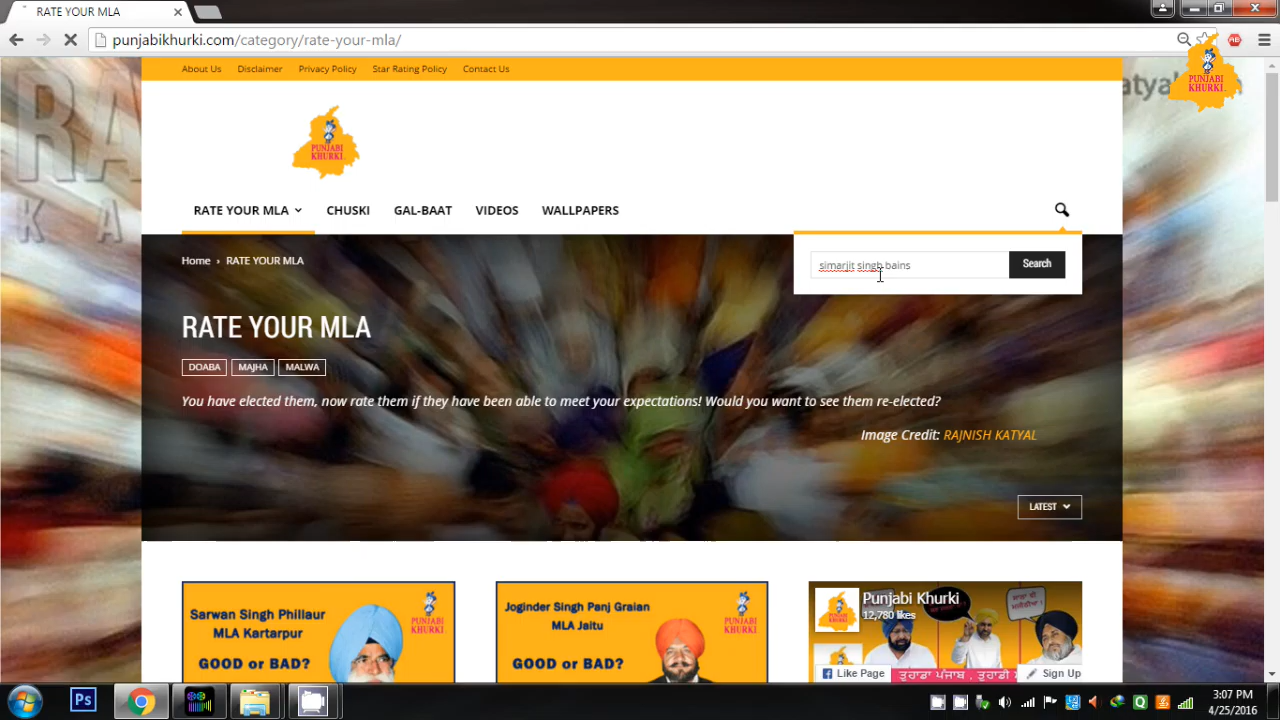 RATE YOUR MLA
punjabikhurki.com/category/rate-your-mla/
About Us
Disclaimer
Privacy Policy
Star Rating Policy
Contact Us
PUNJABI
KHURKI
PUNJABI
KHURKI
RATE YOUR MLA
CHUSKI
GAL-BAAT
VIDEOS
WALLPAPERS
Home › RATE YOUR MLA
simarjit singh bains
Search
RATE YOUR MLA
DOABA
MAJHA
MALWA
You have elected them, now rate them if they have been able to meet your expectations! Would you want to see them re-elected?
Image Credit: RAJNISH KATYAL
LATEST
Sarwan Singh Phillaur
MLA Kartarpur
GOOD or BAD?
PUNJABI
KHURKI
Joginder Singh Panj Graian
MLA Jaitu
GOOD or BAD?
PUNJABI
KHURKI
Punjabi Khurki
12,780 likes
Like Page
Sign Up
Ps
3:07 PM
4/25/2016